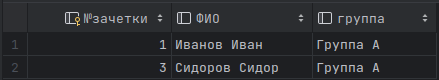 №зачетки ФИО группа
1 1 Иванов Иван Группа А
2 3 Сидоров Сидор Группа А